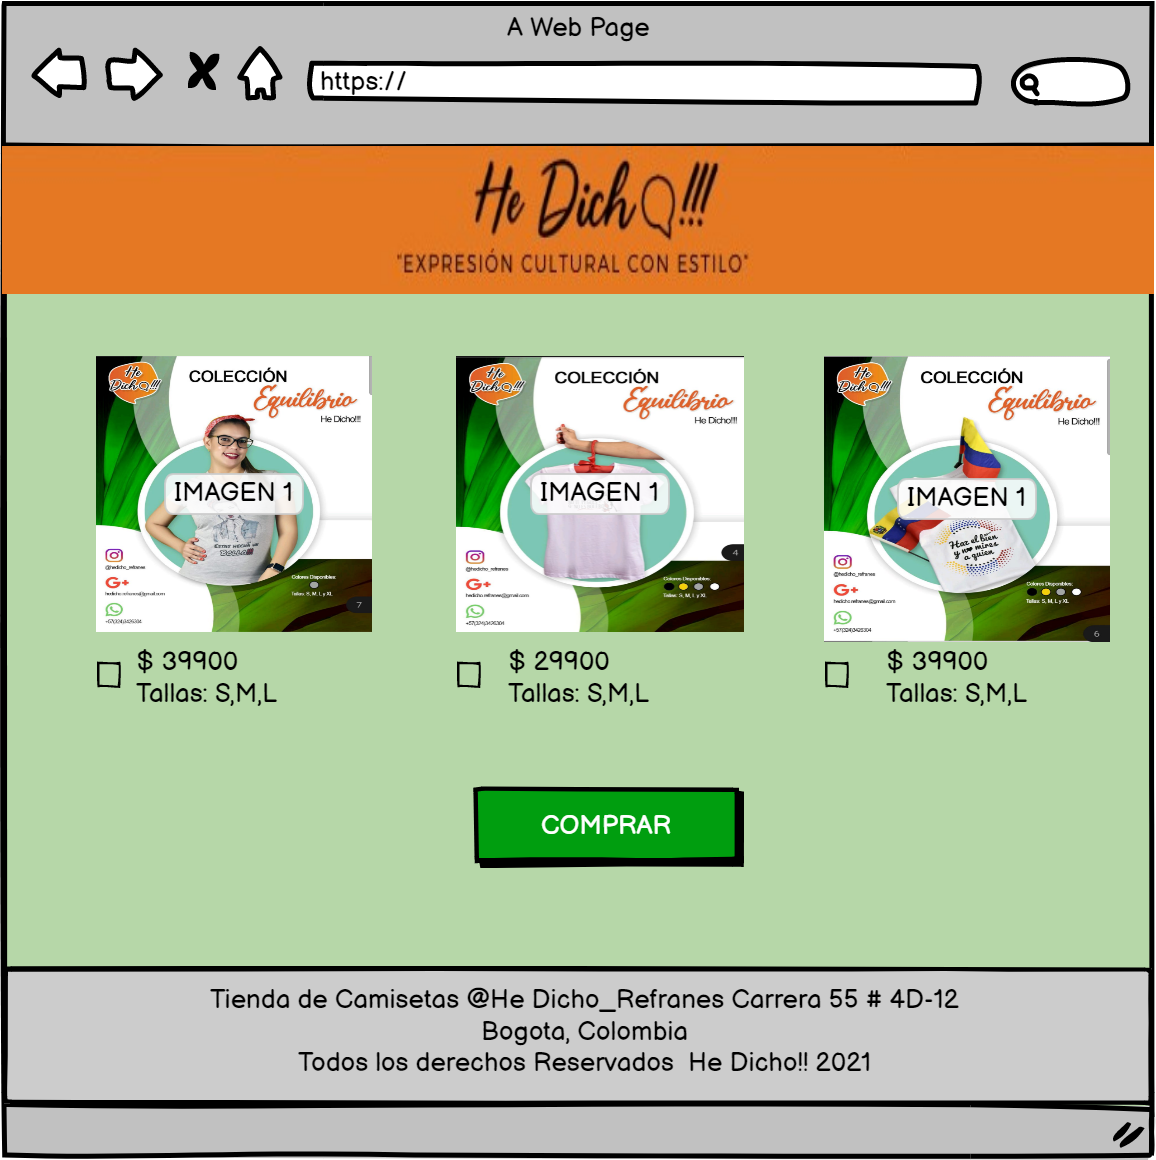 A Web Page
https://
He Dicho!!!
"EXPRESIÓN CULTURAL CON ESTILO"
He
Dicho!!!
COLECCIÓN
Equilibrio
He Dicho!!!
IMAGEN 1
@hedicho_refranes
G+
hedicho.refranes@gmail.com
Colores Disponibles:
Tallas: S, M, L y XL
7
$ 39900
Tallas: S,M,L
He
Dicho!!!
COLECCIÓN
Equilibrio
He Dicho!!!
IMAGEN 1
@hedicho_refranes
G+
hedicho.refranes@gmail.com
Colores Disponibles:
Tallas: S, M, L y XL
4
$ 29900
Tallas: S,M,L
He
Dicho!!!
COLECCIÓN
Equilibrio
He Dicho!!!
IMAGEN 1
Haz el bien
y no mires
a quien
@hedicho_refranes
G+
hedicho.refranes@gmail.com
Colores Disponibles:
Tallas: S, M, L y XL
6
$ 39900
Tallas: S,M,L
COMPRAR
Tienda de Camisetas @He Dicho_Refranes Carrera 55 # 4D-12
Bogota, Colombia
Todos los derechos Reservados  He Dicho!! 2021